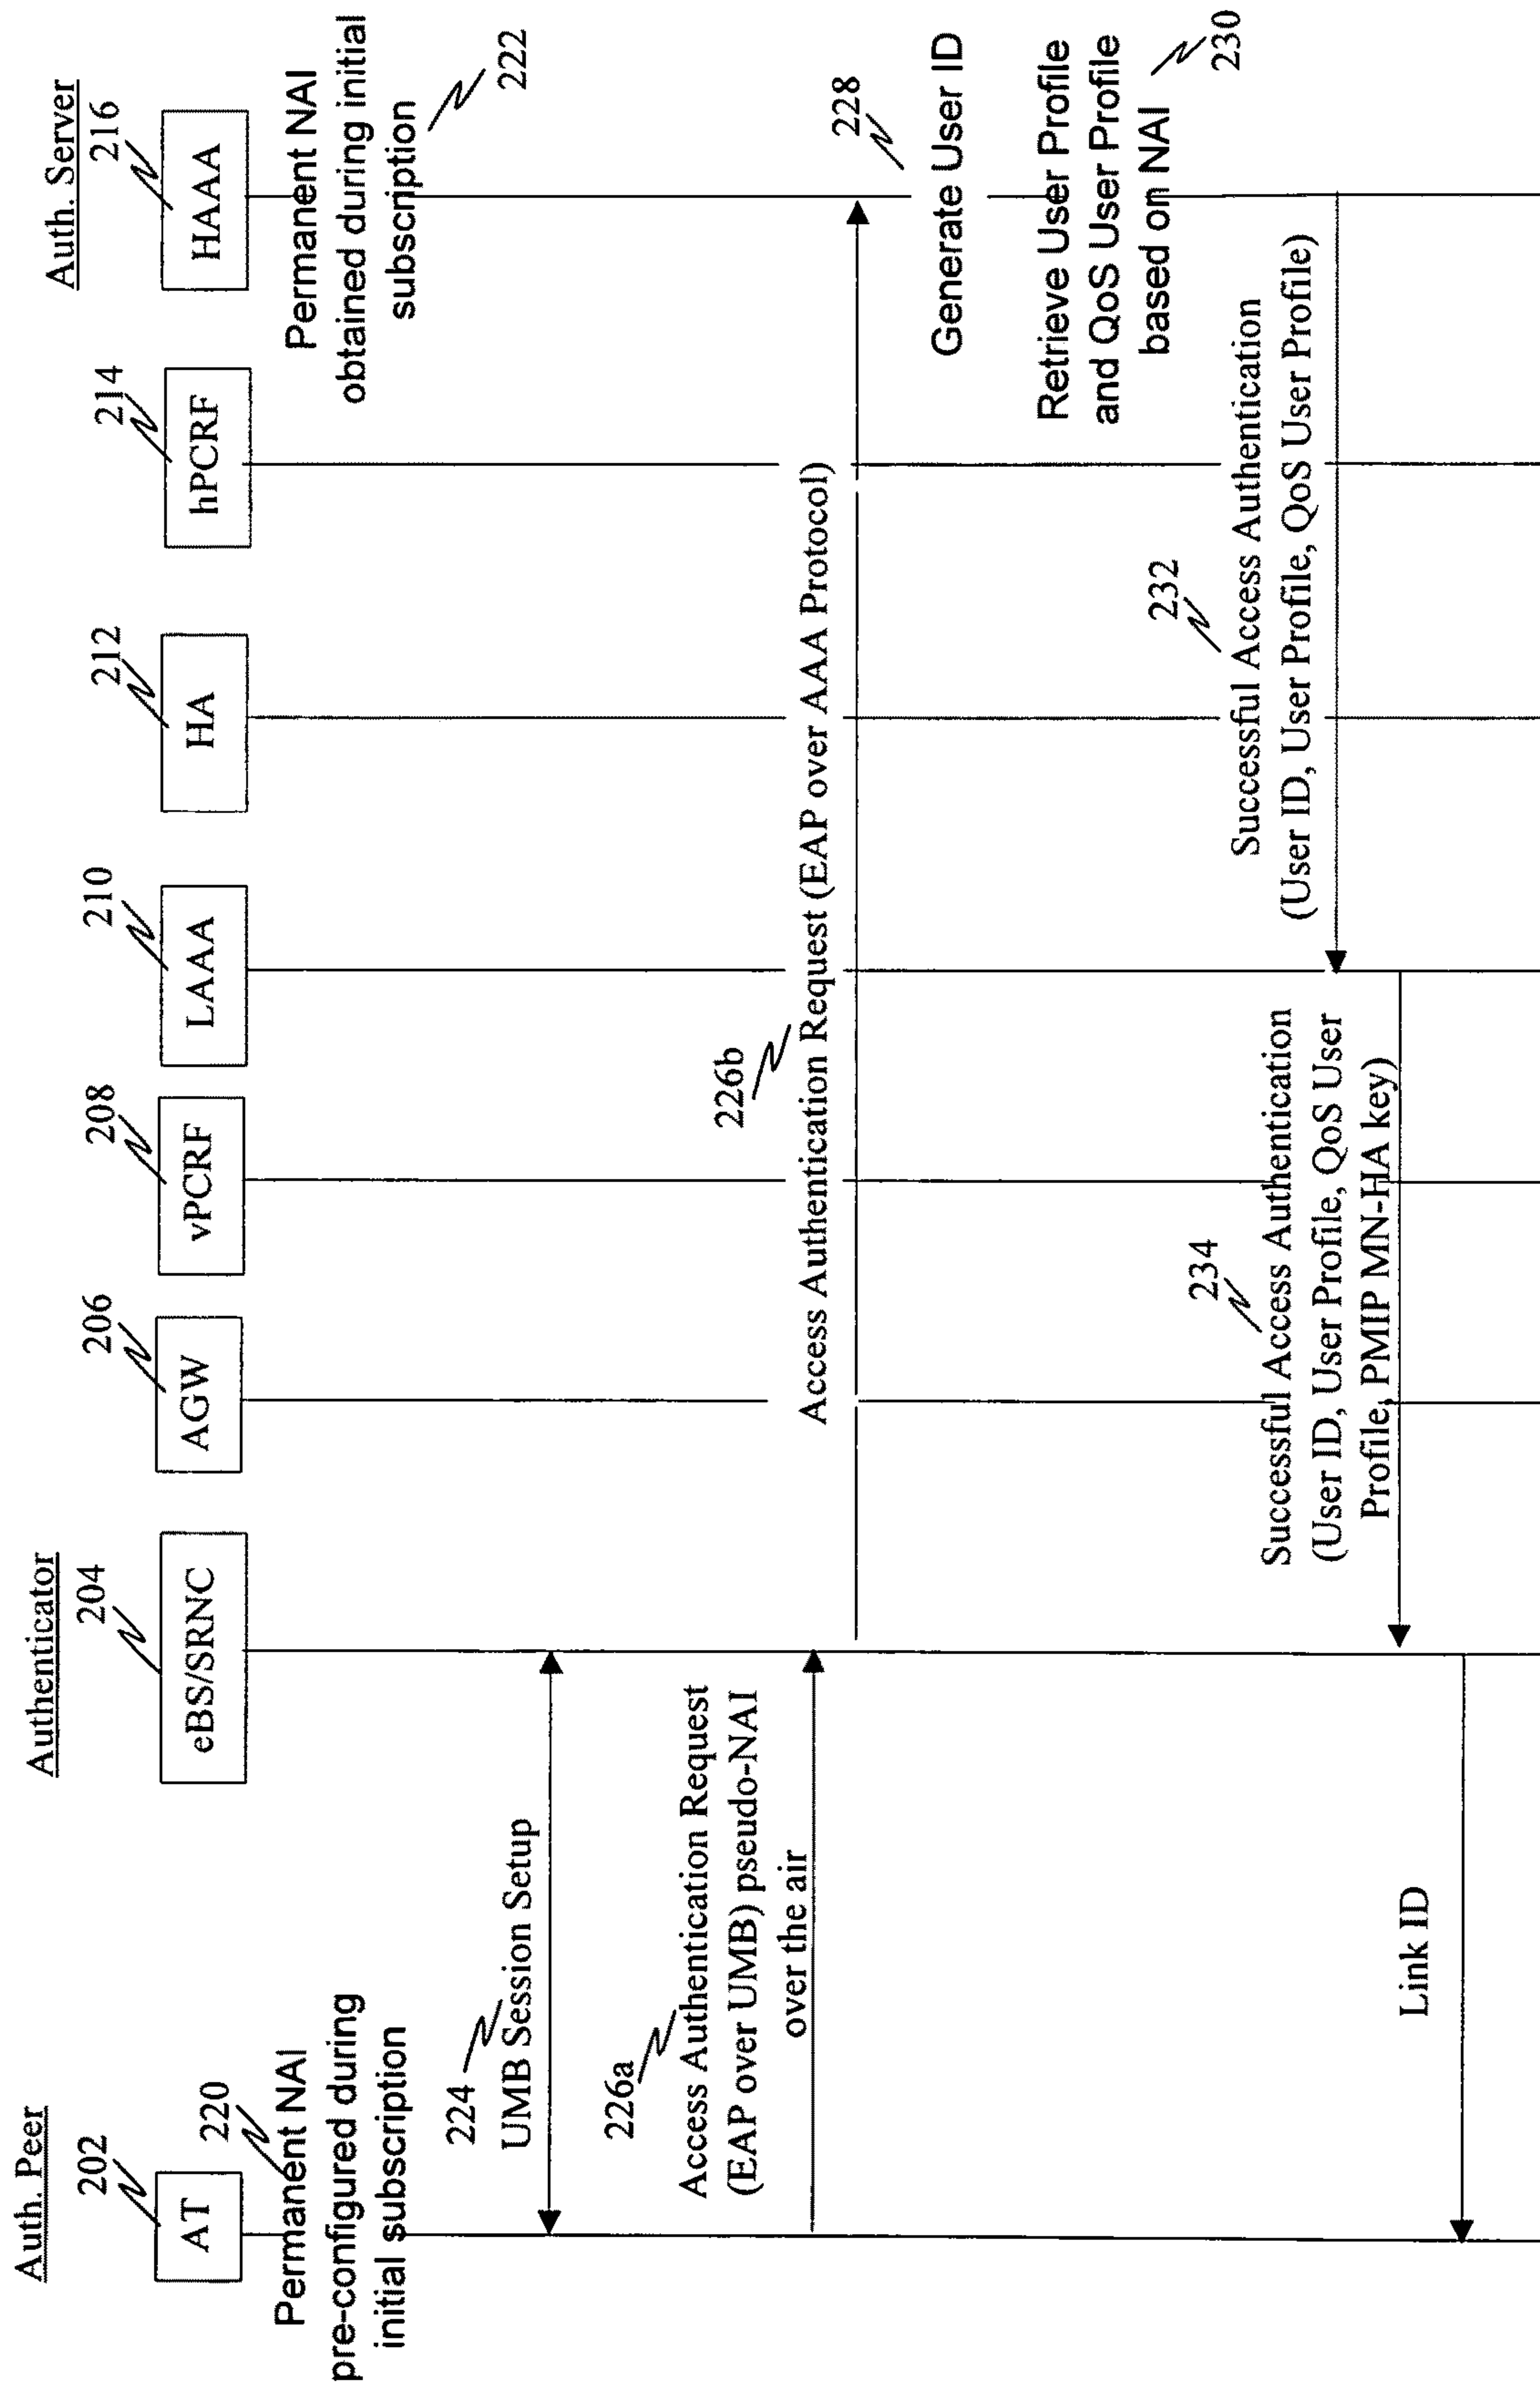 Auth. Peer
Authenticator
Auth. Server
202
204
206
208
210
212
214
216
AT
eBS/SRNC
AGW
vPCRF
LAAA
HA
hPCRF
HAAA
220
Permanent NAI
pre-configured during
initial subscription
Permanent NAI
obtained during initial
subscription
222
224
UMB Session Setup
226a
Access Authentication Request
(EAP over UMB) pseudo-NAI
over the air
226b
Access Authentication Request (EAP over AAA Protocol)
228
Generate User ID
Retrieve User Profile
and QoS User Profile
based on NAI
230
232
Successful Access Authentication
(User ID, User Profile, QoS User Profile)
234
Successful Access Authentication
(User ID, User Profile, QoS User
Profile, PMIP MN-HA key)
Link ID